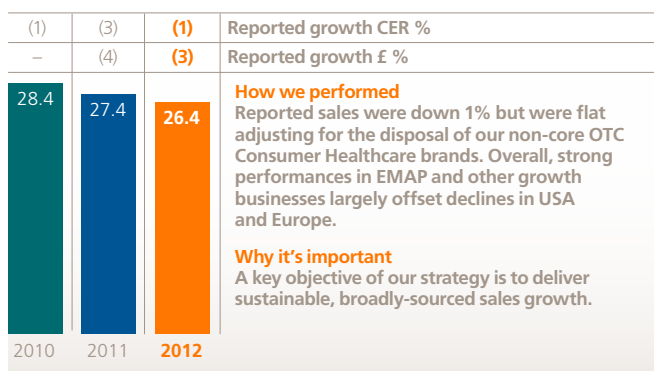 (1) (3) (1) Reported growth CER %
– (4) (3) Reported growth £ %
28.4
27.4
26.4
How we performed
Reported sales were down 1% but were flat
adjusting for the disposal of our non-core OTC
Consumer Healthcare brands. Overall, strong
performances in EMAP and other growth
businesses largely offset declines in USA
and Europe.
Why it’s important
A key objective of our strategy is to deliver
sustainable, broadly-sourced sales growth.
2010 2011 2012